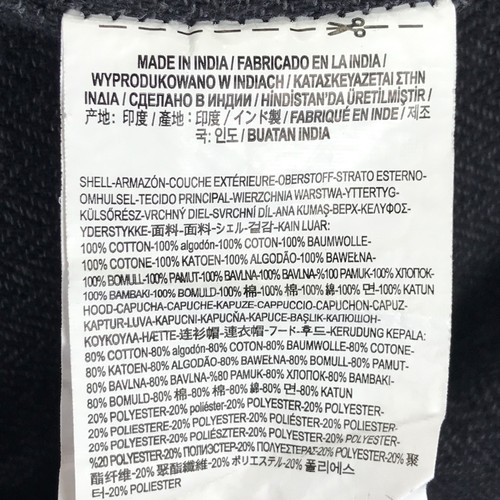 MADE IN INDIA / FABRICADO EN LA INDIA /
WYPRODUKOWANO W INDIACH / ΚΑΤΑΣΚΕΥΑΖΕΤΑΙ ΣΤΗΝ
ΙΝΔΙΑ / СДЕЛАНО В ИНДИИ / HİNDİSTAN'DA ÜRETİLMİŞTİR /
产地: 印度 / 產地: 印度 / インド製 / FABRIQUÉ EN INDE / 제조
국: 인도 / BUATAN INDIA
SHELL-ARMAZÓN-COUCHE EXTÉRIEURE-OBERSTOFF-STRATO ESTERNO-
OMHULSEL-TECIDO PRINCIPAL-WIERZCHNIA WARSTWA-YTTERTYG-
KÜLSŐRÉSZ-VRCHNÝ DIEL-SVRCHNÍ DÍL-ANA KUMAŞ-ВЕРХ-ΚΕΛΥΦΟΣ-
YDERSTYKKE-面料-面料-シェル-겉감-KAIN LUAR:
100% COTTON-100% algodón-100% COTON-100% BAUMWOLLE-
100% COTONE-100% KATOEN-100% ALGODÃO-100% BAWEŁNA-
100% BOMULL-100% PAMUT-100% BAVLNA-100% BAVLNA-%100 PAMUK-100% ХЛОПОК-
100% ΒΑΜΒΑΚΙ-100% BOMULD-100% 棉-100% 棉-100% 綿-100% 면-100% KATUN
HOOD-CAPUCHA-CAPUCHE-KAPUZE-CAPPUCCIO-CAPUCHON-CAPUZ-
KAPTUR-LUVA-KAPUCNI-KAPUCŇA-KAPUCE-BAŞLIK-КАПЮШОН-
ΚΟΥΚΟΥΛΑ-HÆTTE-连衫帽-連衣帽-フード-후드-KERUDUNG KEPALA:
80% COTTON-80% algodón-80% COTON-80% BAUMWOLLE-80% COTONE-
80% KATOEN-80% ALGODÃO-80% BAWEŁNA-80% BOMULL-80% PAMUT-
80% BAVLNA-80% BAVLNA-%80 PAMUK-80% ХЛОПОК-80% ΒΑΜΒΑΚΙ-
80% BOMULD-80% 棉-80% 棉-80% 綿-80% 면-80% KATUN
20% POLYESTER-20% poliéster-20% POLYESTER-20% POLYESTER-
20% POLIESTERE-20% POLYESTER-20% POLIÉSTER-20% POLIESTER-
20% POLYESTER-20% POLIÉSZTER-20% POLYESTER-20% POLYESTER-
%20 POLYESTER-20% ПОЛИЭСТЕР-20% ΠΟΛΥΕΣΤΕΡΑΣ-20% POLYESTER-20% 聚
酯纤维-20% 聚酯纖維-20% ポリエステル-20% 폴리에스
터-20% POLYESTER